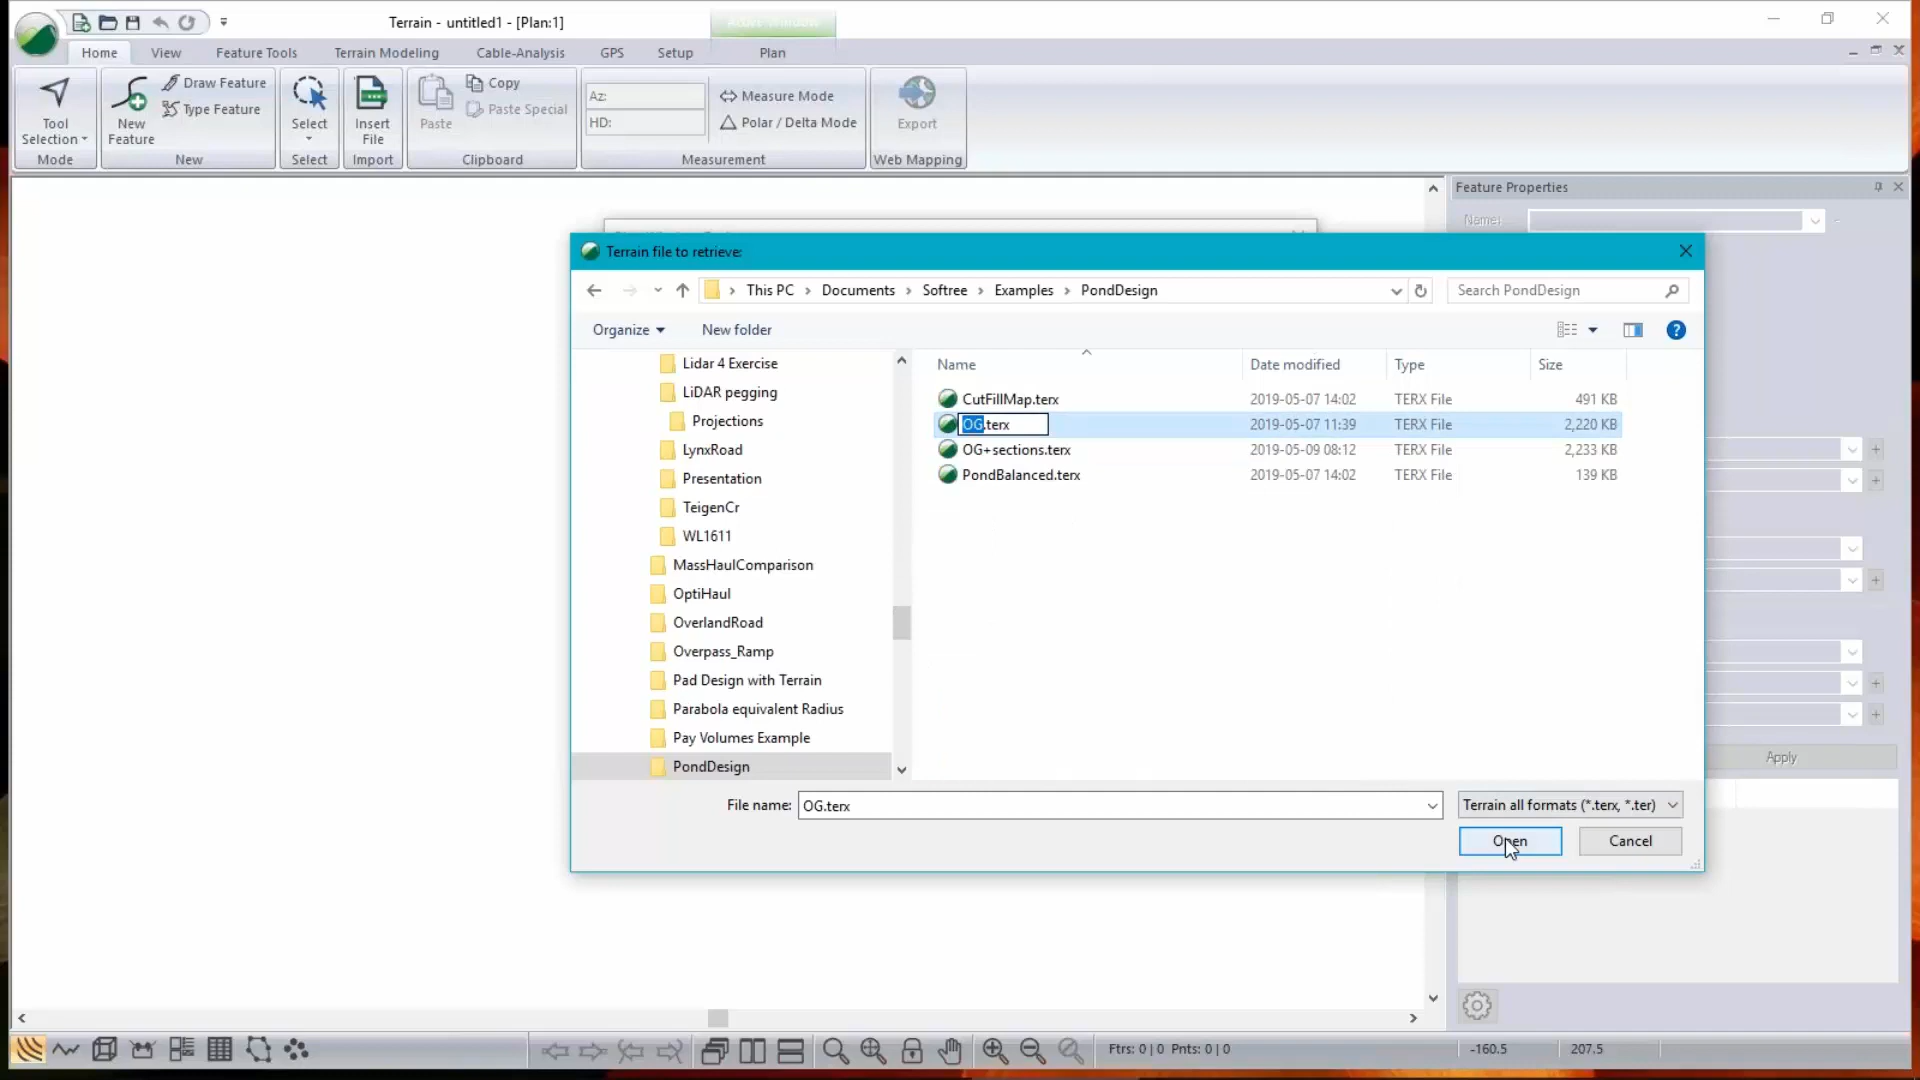 Terrain - untitled1 - [Plan:1]
Home View Feature Tools Terrain Modeling Cable-Analysis GPS Setup Plan
Tool
Selection
Mode
New
Feature
Draw Feature
Type Feature
New
Select
Select
Insert
File
Import
Paste
Copy
Paste Special
Clipboard
Az:
HD:
Measure Mode
Polar / Delta Mode
Measurement
Export
Web Mapping
Feature Properties
Name:
Terrain file to retrieve:
This PC > Documents > Softree > Examples > PondDesign
Search PondDesign
Organize New folder
Lidar 4 Exercise
LiDAR pegging
Projections
LynxRoad
Presentation
TeigenCr
WL1611
MassHaulComparison
OptiHaul
OverlandRoad
Overpass_Ramp
Pad Design with Terrain
Parabola equivalent Radius
Pay Volumes Example
PondDesign
Name Date modified Type Size
CutFillMap.terx 2019-05-07 14:02 TERX File 491 KB
OG.terx 2019-05-07 11:39 TERX File 2,220 KB
OG+sections.terx 2019-05-09 08:12 TERX File 2,233 KB
PondBalanced.terx 2019-05-07 14:02 TERX File 139 KB
File name: OG.terx
Terrain all formats (*.terx, *.ter)
Open Cancel
Apply
Ftrs: 0 | 0 Pnts: 0 | 0
-160.5 207.5